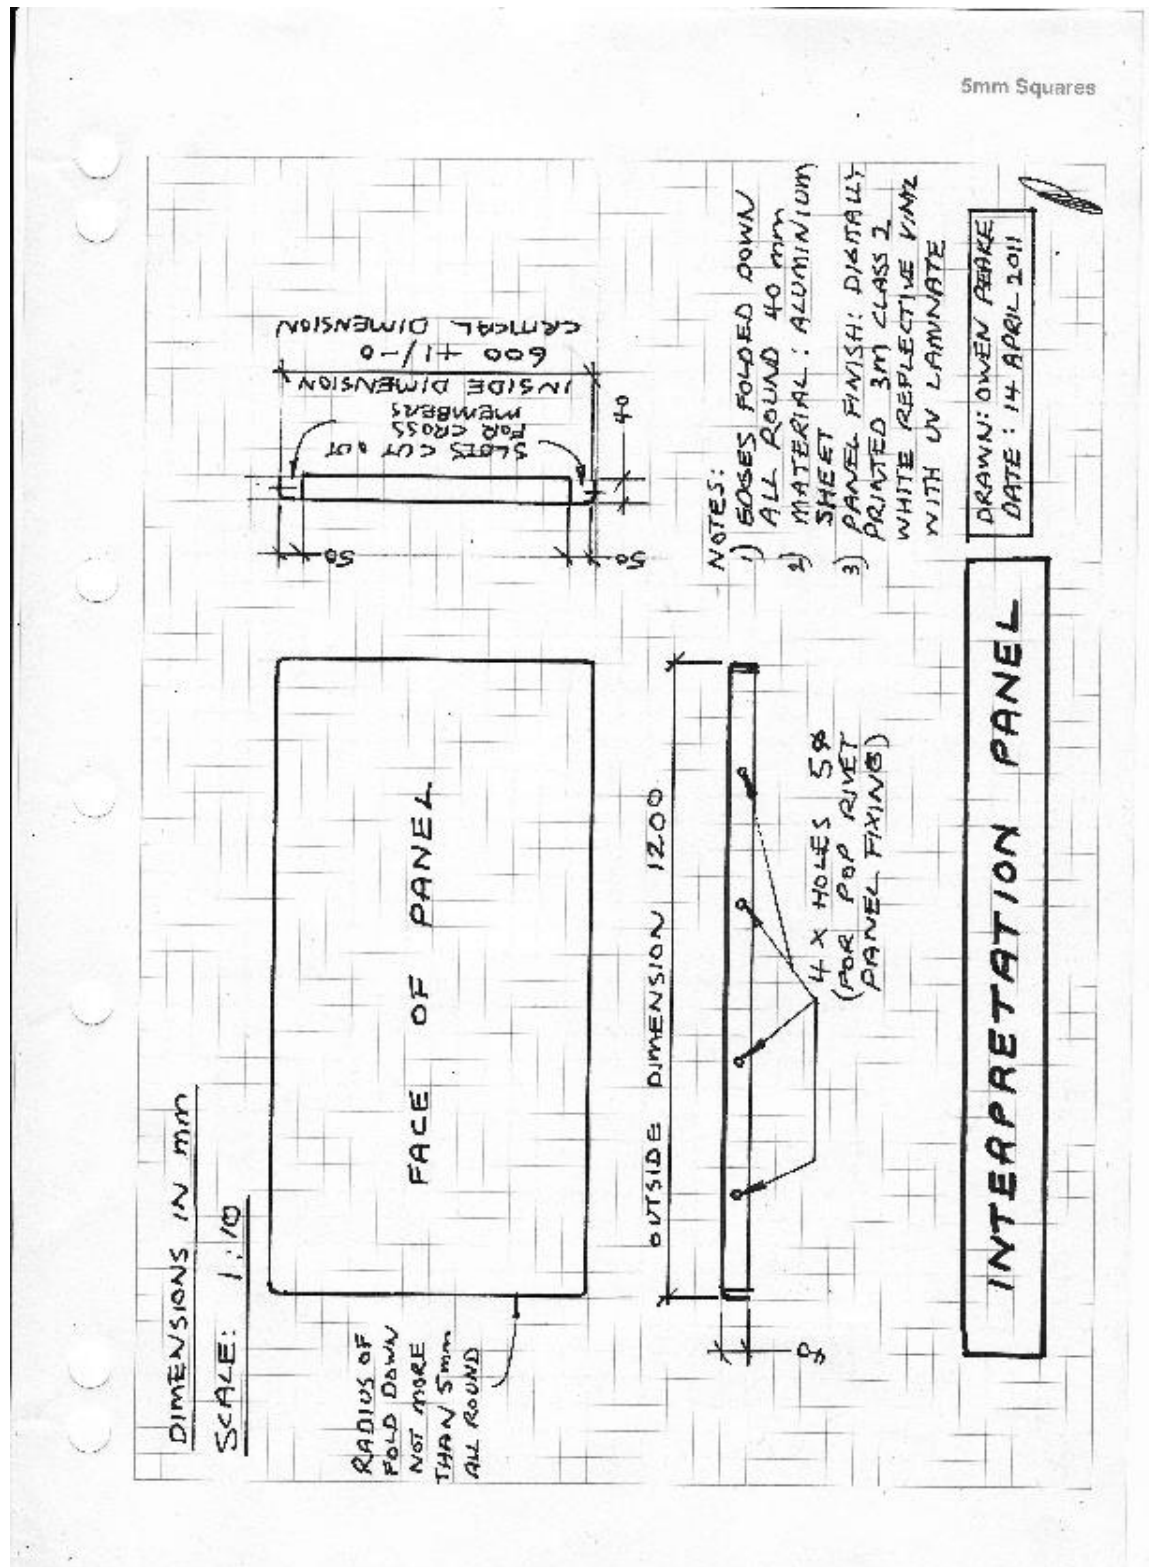 5mm Squares
DIMENSIONS IN mm
SCALE: 1:10
RADIUS OF
FOLD DOWN
NOT MORE
THAN 5mm
ALL ROUND
FACE OF PANEL
50
50
SLOTS CUT OUT
FOR CROSS
MEMBERS
INSIDE DIMENSION
600 +1/-0
CRITICAL DIMENSION
40
OUTSIDE DIMENSION 1200
40
4 X HOLES 5Ø
(FOR POP RIVET
PANEL FIXING)
NOTES:
1) EDGES FOLDED DOWN
ALL ROUND 40 mm
2) MATERIAL: ALUMINIUM
SHEET
3) PANEL FINISH: DIGITALLY
PRINTED 3M CLASS 2
WHITE REFLECTIVE VINYL
WITH UV LAMINATE
INTERPRETATION PANEL
DRAWN: OWEN PEAKE
DATE: 14 APRIL 2011